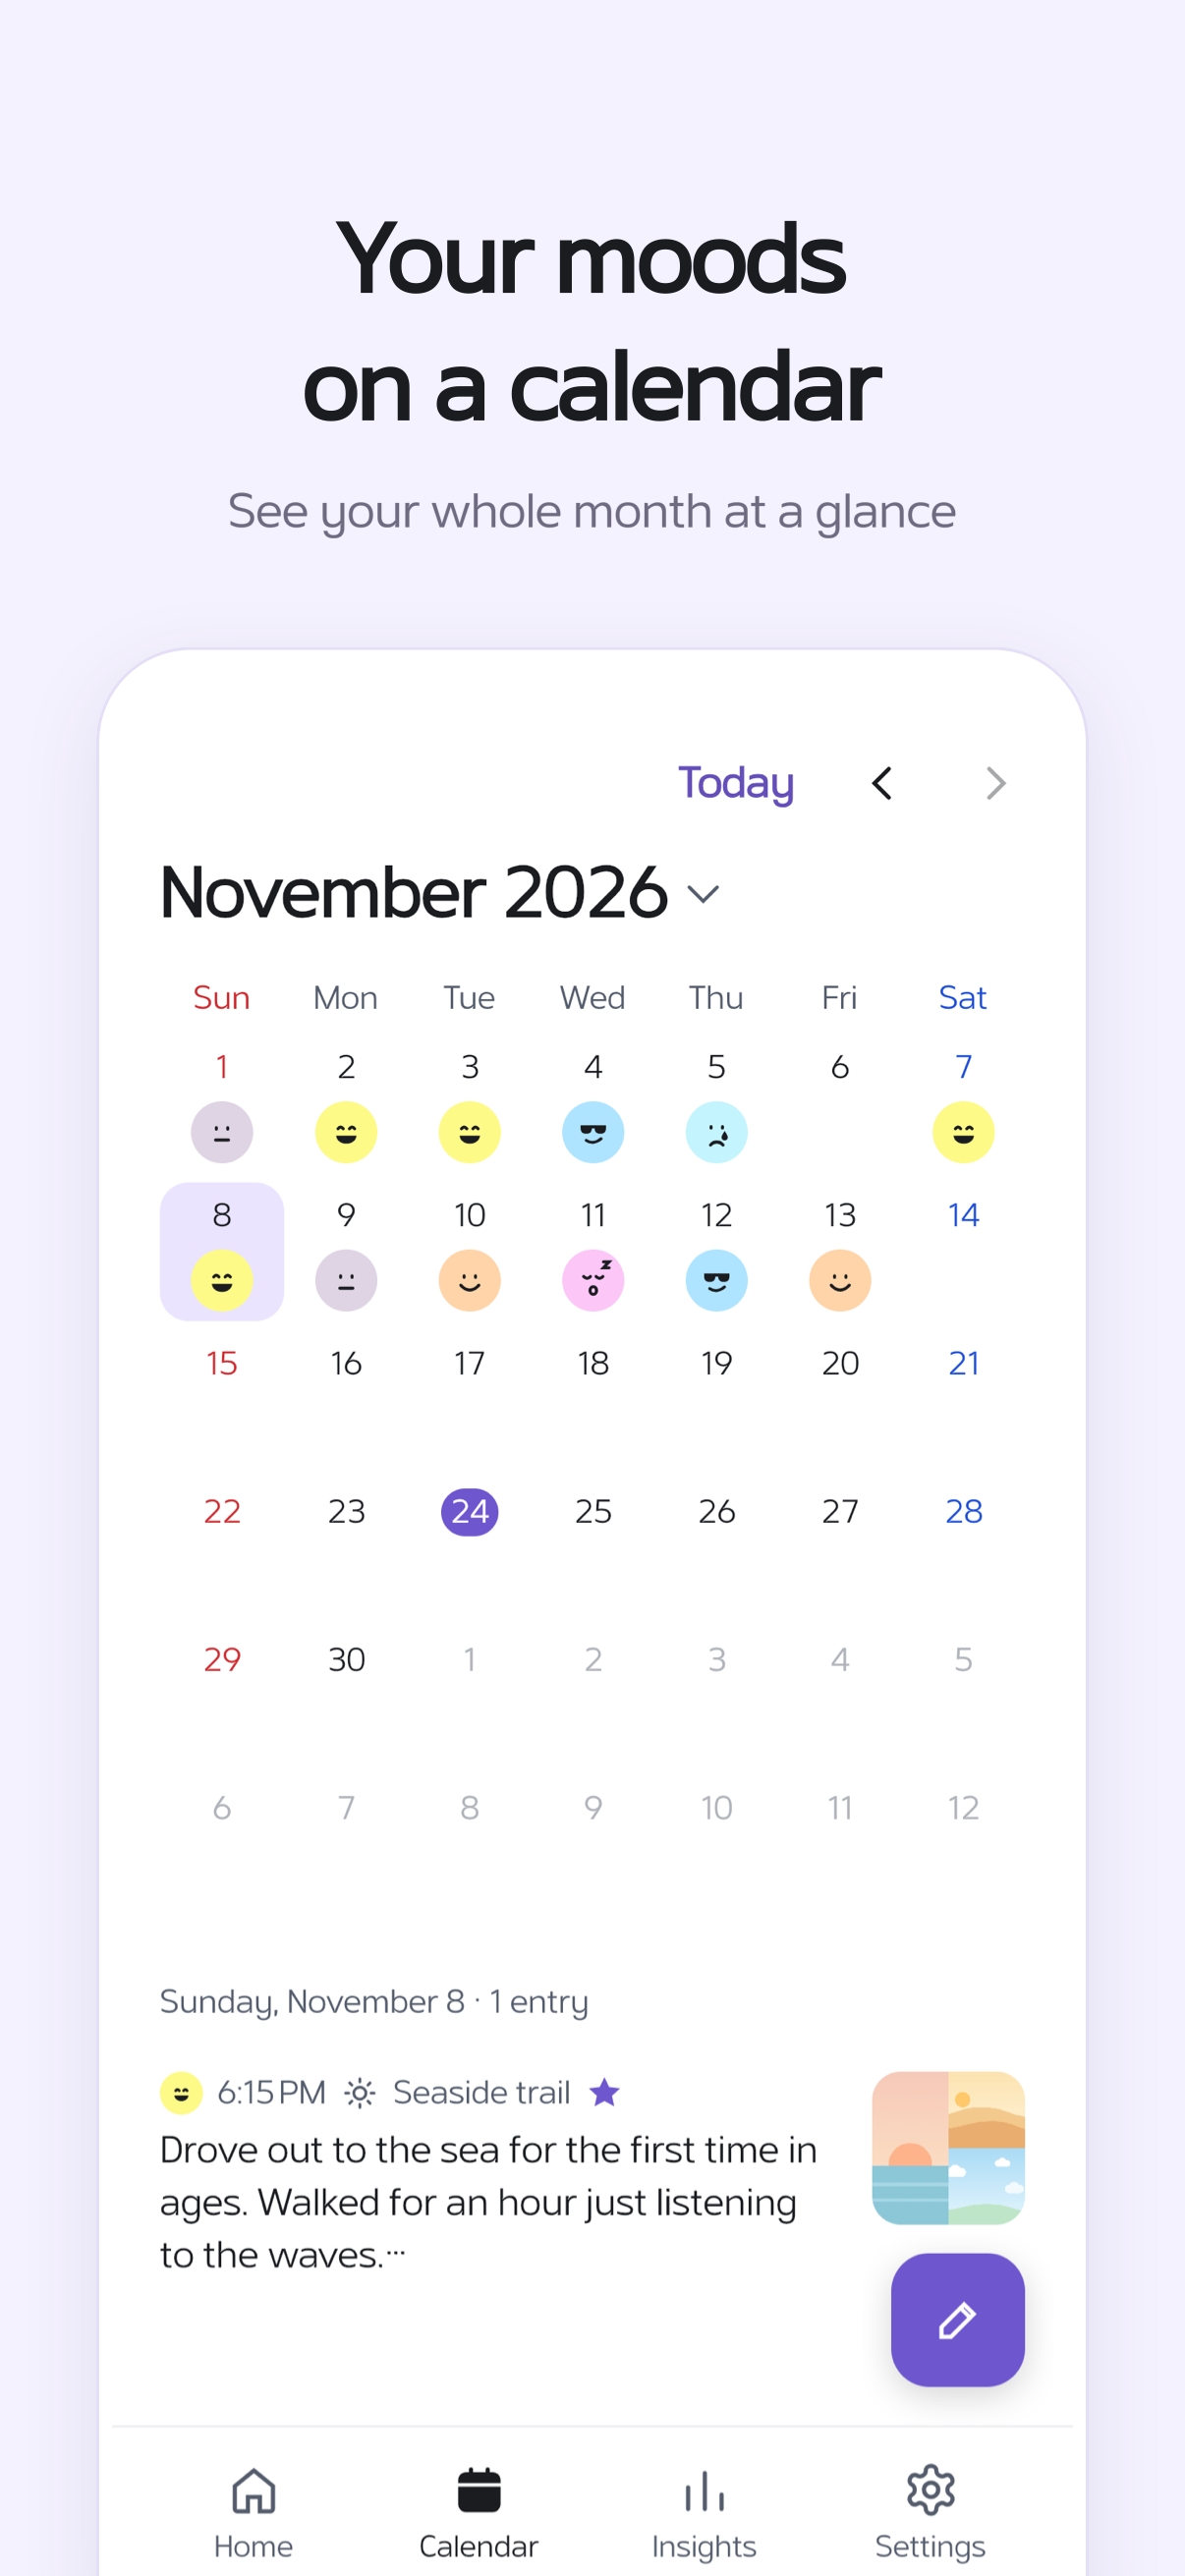 Your moods
on a calendar
See your whole month at a glance
Today
November 2026
Sun Mon Tue Wed Thu Fri Sat
1 2 3 4 5 6 7
8 9 10 11 12 13 14
15 16 17 18 19 20 21
22 23 24 25 26 27 28
29 30 1 2 3 4 5
6 7 8 9 10 11 12
Sunday, November 8 · 1 entry
6:15 PM Seaside trail
Drove out to the sea for the first time in
ages. Walked for an hour just listening
to the waves.…
Home Calendar Insights Settings